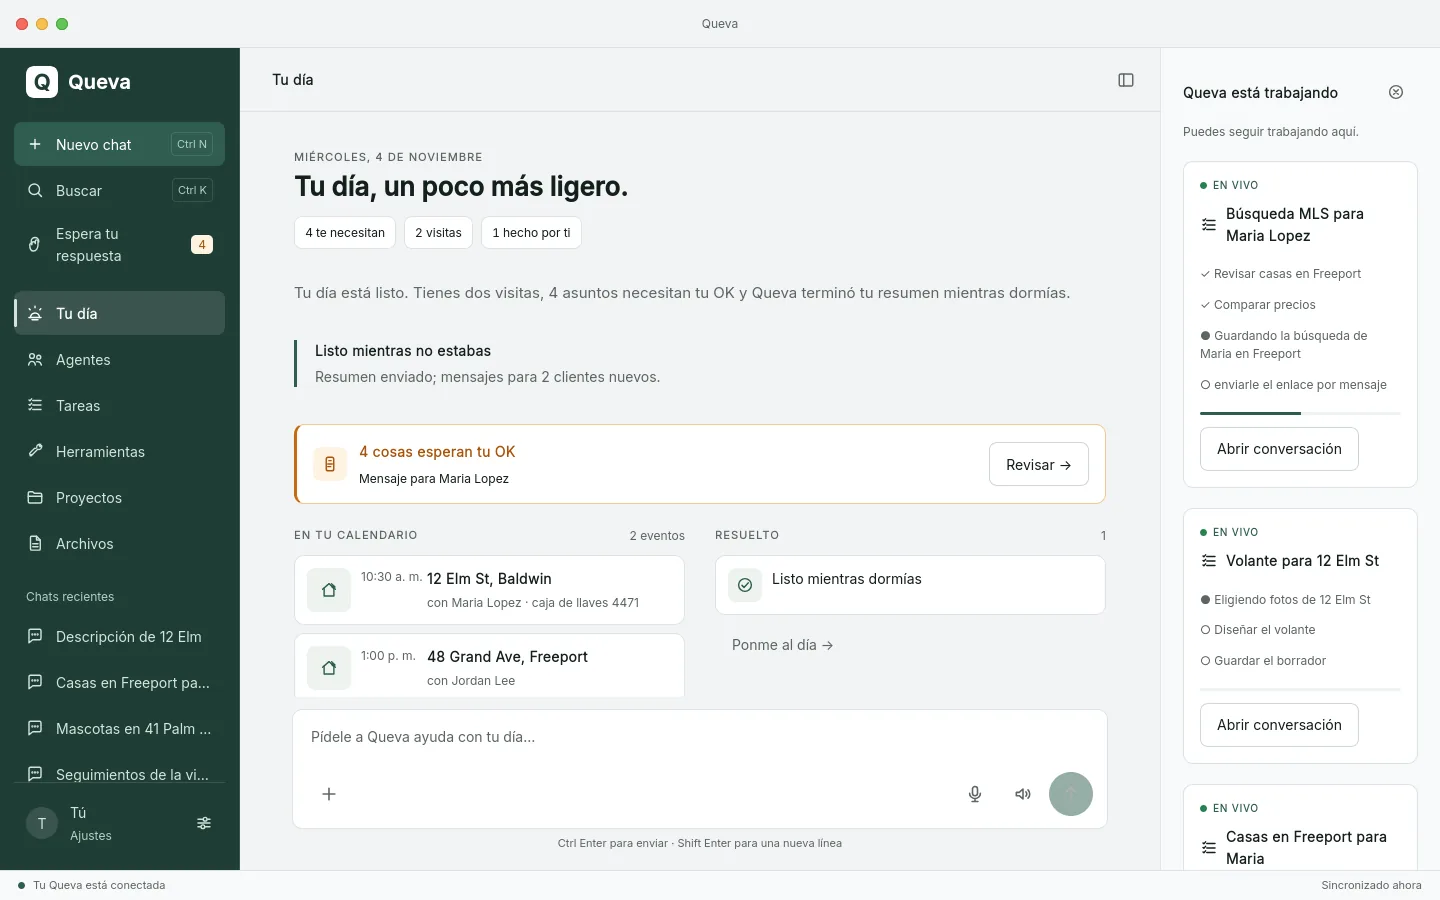 Queva
Q Queva
Nuevo chat Ctrl N
Buscar Ctrl K
Espera tu
respuesta 4
Tu día
Agentes
Tareas
Herramientas
Proyectos
Archivos
Chats recientes
Descripción de 12 Elm
Casas en Freeport pa...
Mascotas en 41 Palm ...
Seguimientos de la vi...
T Tú
Ajustes
Tu día
MIÉRCOLES, 4 DE NOVIEMBRE
Tu día, un poco más ligero.
4 te necesitan 2 visitas 1 hecho por ti
Tu día está listo. Tienes dos visitas, 4 asuntos necesitan tu OK y Queva terminó tu resumen mientras dormías.
Listo mientras no estabas
Resumen enviado; mensajes para 2 clientes nuevos.
4 cosas esperan tu OK
Mensaje para Maria Lopez
Revisar →
EN TU CALENDARIO 2 eventos
10:30 a. m. 12 Elm St, Baldwin
con Maria Lopez · caja de llaves 4471
1:00 p. m. 48 Grand Ave, Freeport
con Jordan Lee
RESUELTO 1
Listo mientras dormías
Ponme al día →
Pídele a Queva ayuda con tu día...
Ctrl Enter para enviar · Shift Enter para una nueva línea
Queva está trabajando
Puedes seguir trabajando aquí.
EN VIVO
Búsqueda MLS para
Maria Lopez
✓ Revisar casas en Freeport
✓ Comparar precios
● Guardando la búsqueda de
Maria en Freeport
○ enviarle el enlace por mensaje
Abrir conversación
EN VIVO
Volante para 12 Elm St
● Eligiendo fotos de 12 Elm St
○ Diseñar el volante
○ Guardar el borrador
Abrir conversación
EN VIVO
Casas en Freeport para
Maria
Tu Queva está conectada
Sincronizado ahora